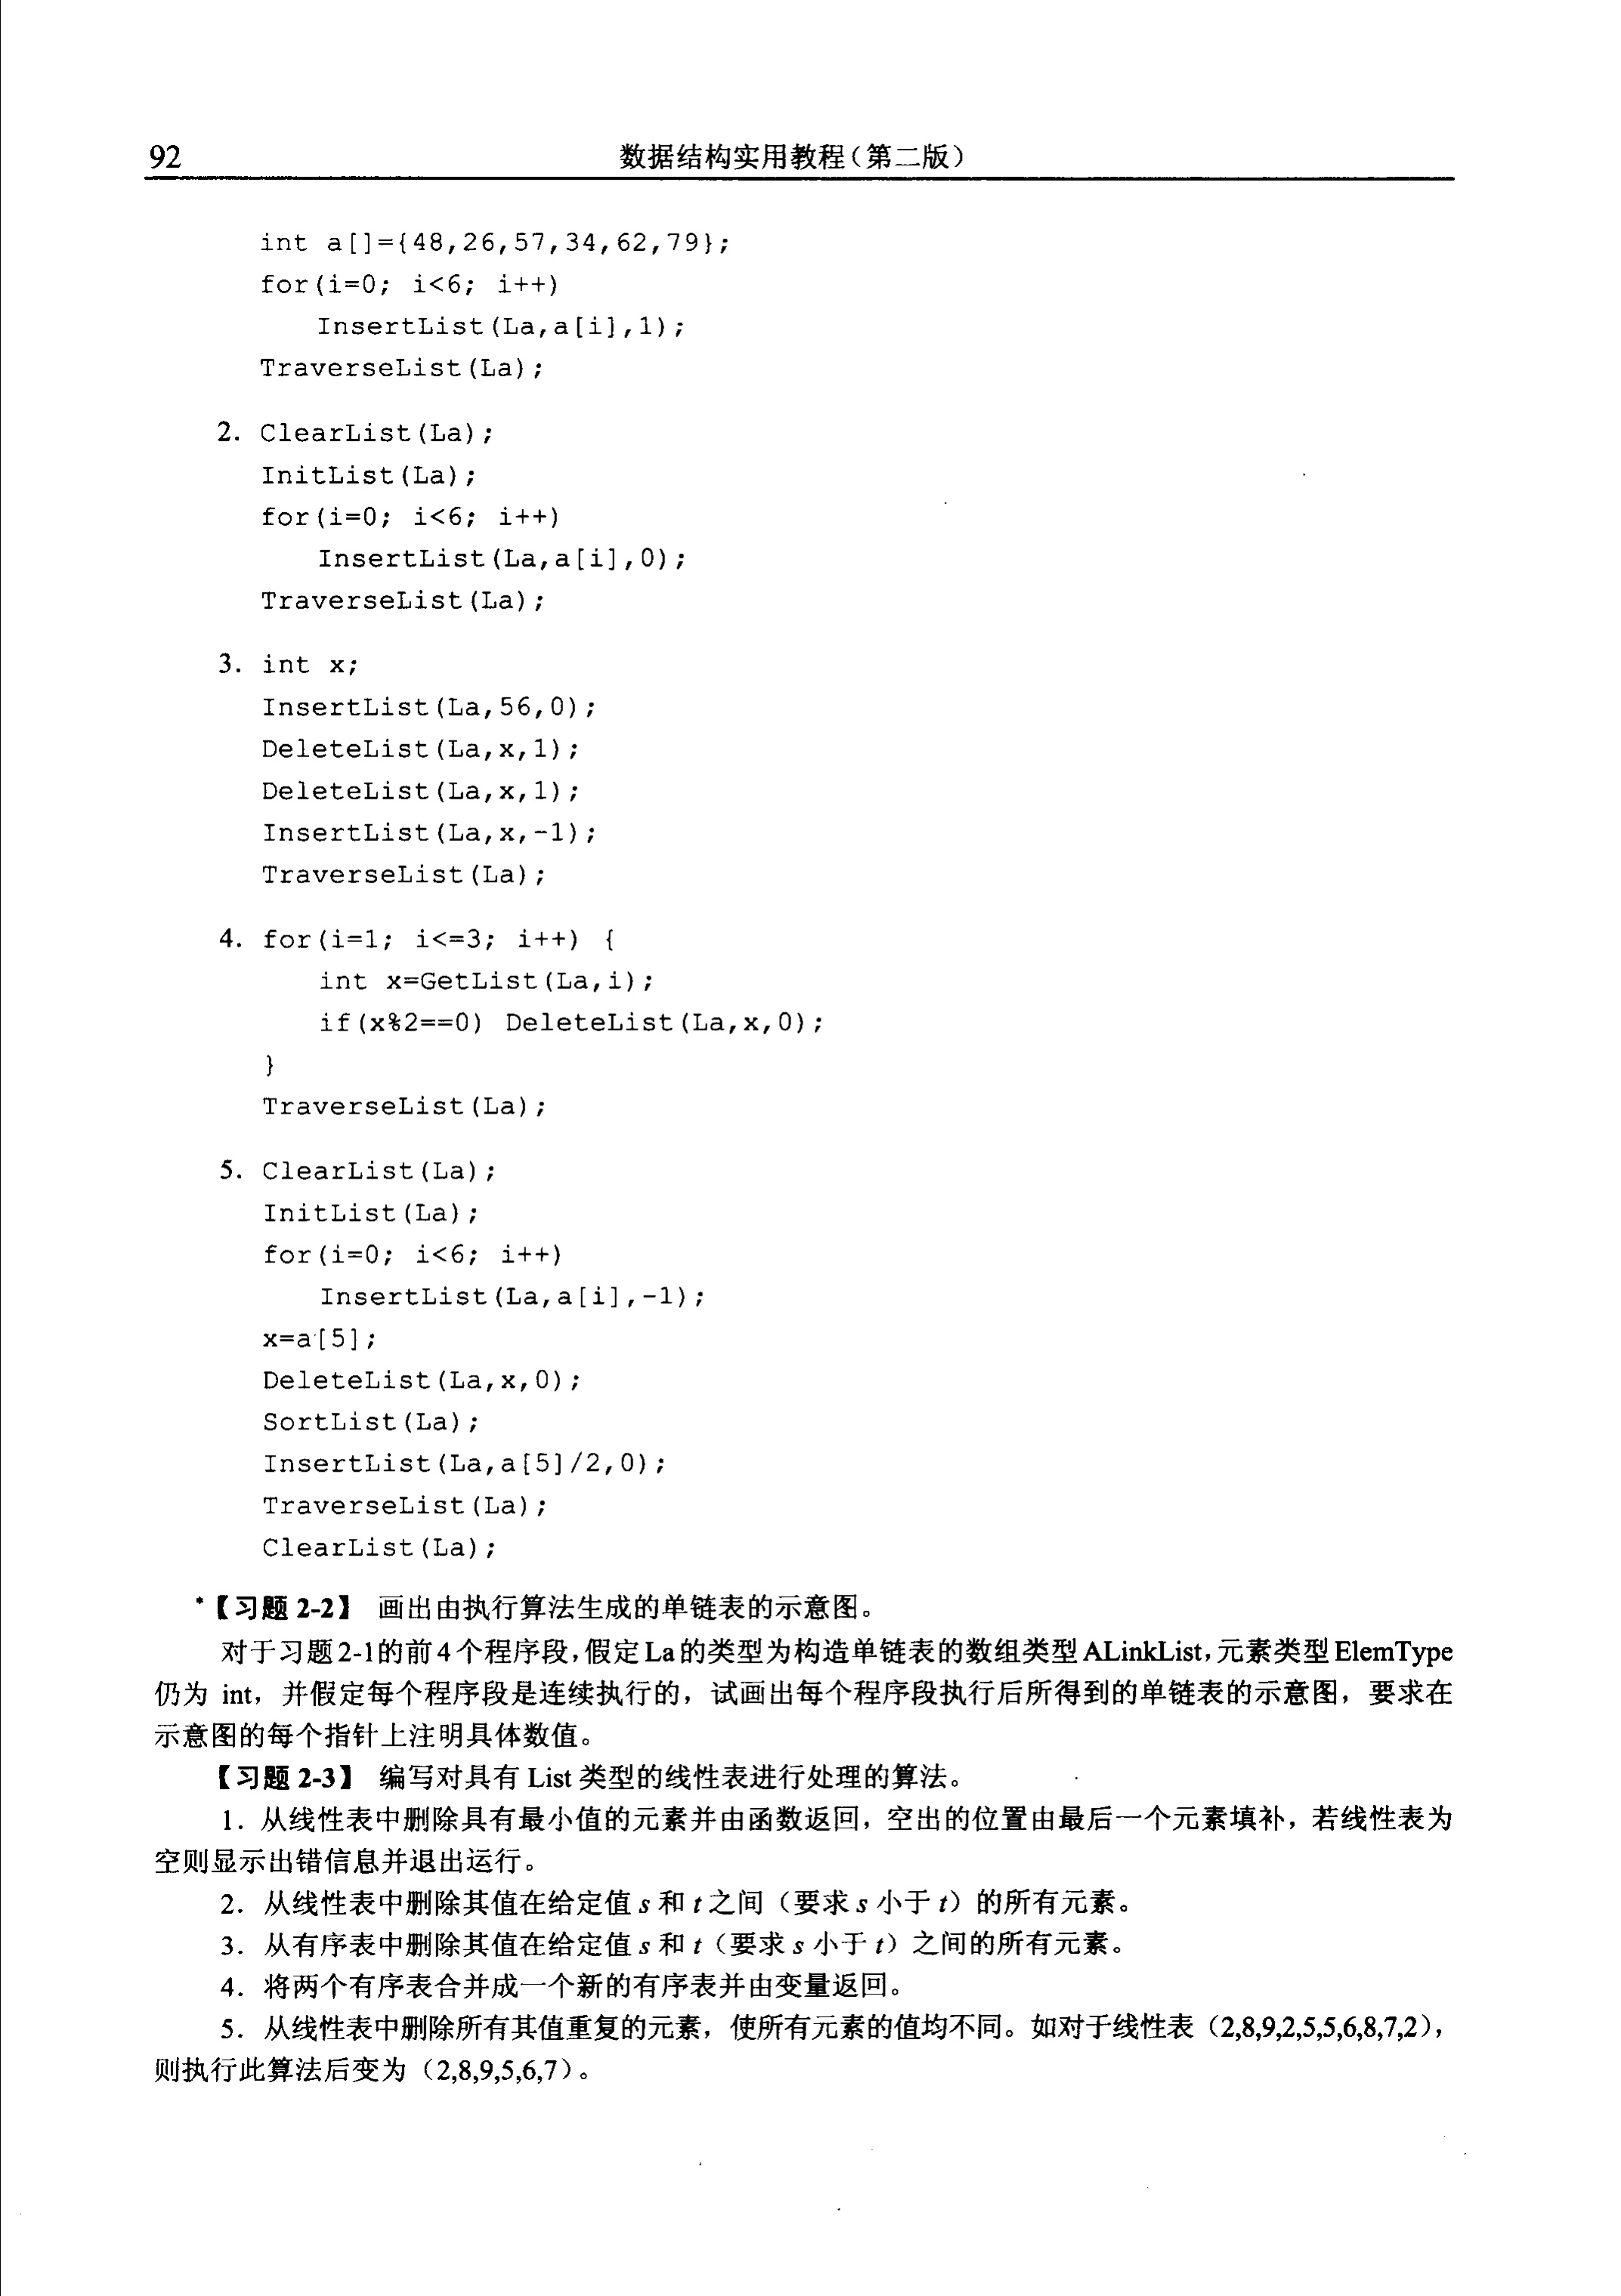 92
数据结构实用教程(第二版)
int a[]={48,26,57,34,62,79};
for(i=0; i<6; i++)
InsertList(La,a[i],1);
TraverseList(La);
2. ClearList(La);
InitList(La);
for(i=0; i<6; i++)
InsertList(La,a[i],0);
TraverseList(La);
3. int x;
InsertList(La,56,0);
DeleteList(La,x,1);
DeleteList(La,x,1);
InsertList(La,x,-1);
TraverseList(La);
4. for(i=1; i<=3; i++) {
int x=GetList(La,i);
if(x%2==0) DeleteList(La,x,0);
}
TraverseList(La);
5. ClearList(La);
InitList(La);
for(i=0; i<6; i++)
InsertList(La,a[i],-1);
x=a[5];
DeleteList(La,x,0);
SortList(La);
InsertList(La,a[5]/2,0);
TraverseList(La);
ClearList(La);
*【习题 2-2】 画出由执行算法生成的单链表的示意图。
对于习题2-1的前4个程序段,假定La的类型为构造单链表的数组类型ALinkList,元素类型ElemType
仍为 int，并假定每个程序段是连续执行的，试画出每个程序段执行后所得到的单链表的示意图，要求在
示意图的每个指针上注明具体数值。
【习题 2-3】 编写对具有 List 类型的线性表进行处理的算法。
1．从线性表中删除具有最小值的元素并由函数返回，空出的位置由最后一个元素填补，若线性表为
空则显示出错信息并退出运行。
2．从线性表中删除其值在给定值 s 和 t 之间（要求 s 小于 t）的所有元素。
3．从有序表中删除其值在给定值 s 和 t（要求 s 小于 t）之间的所有元素。
4．将两个有序表合并成一个新的有序表并由变量返回。
5．从线性表中删除所有其值重复的元素，使所有元素的值均不同。如对于线性表（2,8,9,2,5,5,6,8,7,2），
则执行此算法后变为（2,8,9,5,6,7）。